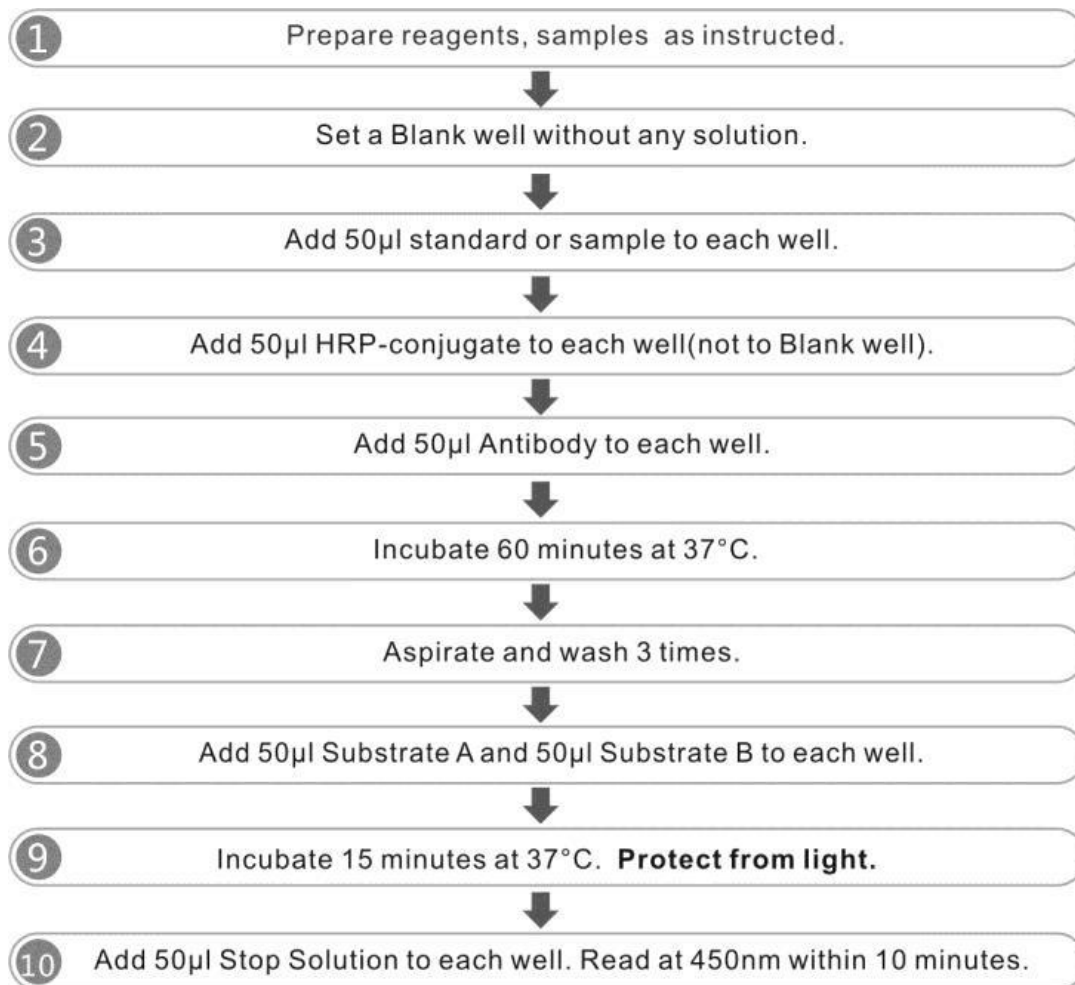 1 Prepare reagents, samples as instructed.
2 Set a Blank well without any solution.
3 Add 50µl standard or sample to each well.
4 Add 50µl HRP-conjugate to each well(not to Blank well).
5 Add 50µl Antibody to each well.
6 Incubate 60 minutes at 37°C.
7 Aspirate and wash 3 times.
8 Add 50µl Substrate A and 50µl Substrate B to each well.
9 Incubate 15 minutes at 37°C. Protect from light.
10 Add 50µl Stop Solution to each well. Read at 450nm within 10 minutes.